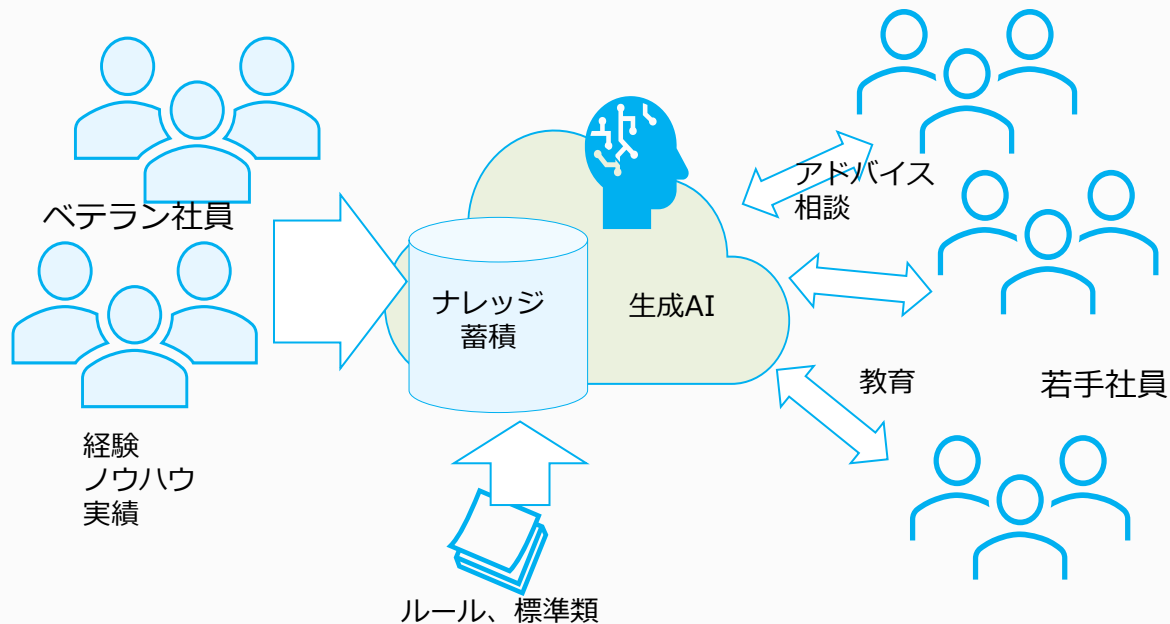 ベテラン社員
経験
ノウハウ
実績
ナレッジ
蓄積
生成AI
ルール、標準類
アドバイス
相談
教育
若手社員